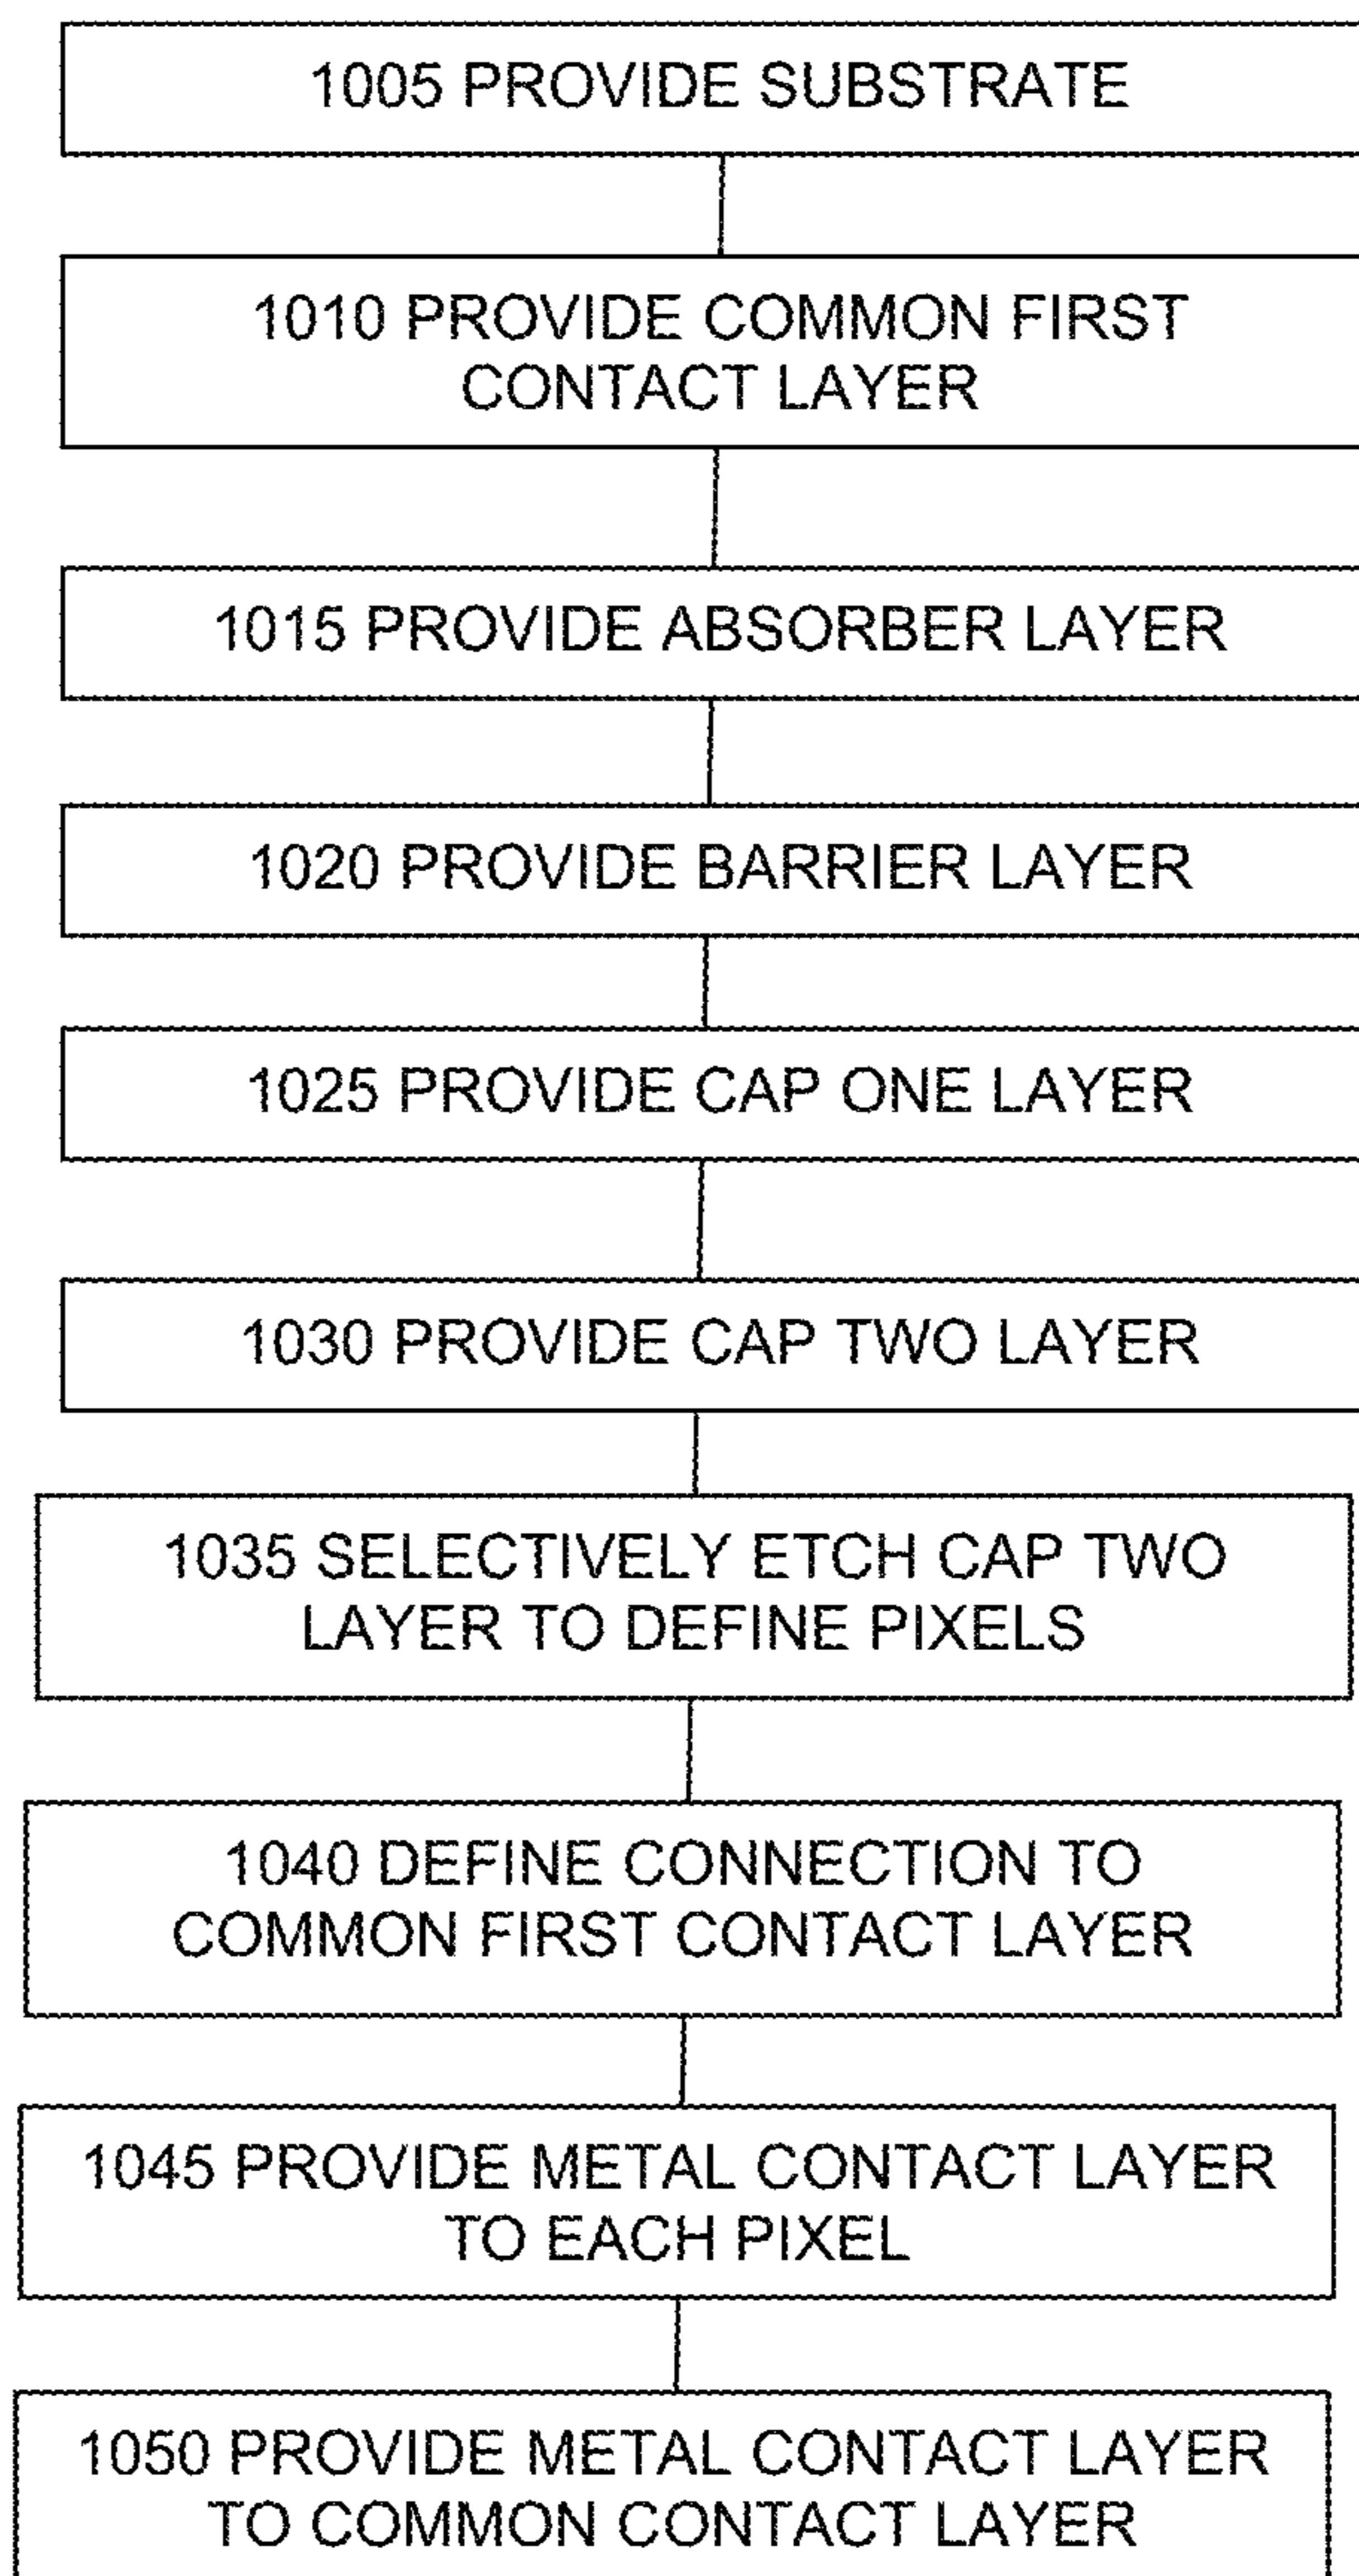 1005 PROVIDE SUBSTRATE
1010 PROVIDE COMMON FIRST
CONTACT LAYER
1015 PROVIDE ABSORBER LAYER
1020 PROVIDE BARRIER LAYER
1025 PROVIDE CAP ONE LAYER
1030 PROVIDE CAP TWO LAYER
1035 SELECTIVELY ETCH CAP TWO
LAYER TO DEFINE PIXELS
1040 DEFINE CONNECTION TO
COMMON FIRST CONTACT LAYER
1045 PROVIDE METAL CONTACT LAYER
TO EACH PIXEL
1050 PROVIDE METAL CONTACT LAYER
TO COMMON CONTACT LAYER